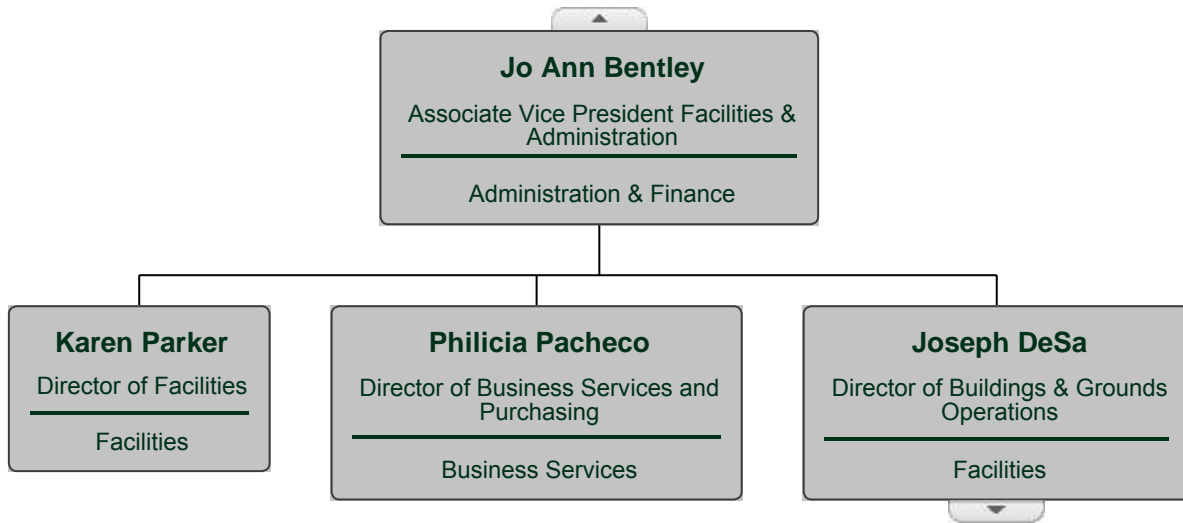 Jo Ann Bentley
Associate Vice President Facilities &
Administration
Administration & Finance
Karen Parker
Director of Facilities
Facilities
Philicia Pacheco
Director of Business Services and
Purchasing
Business Services
Joseph DeSa
Director of Buildings & Grounds
Operations
Facilities